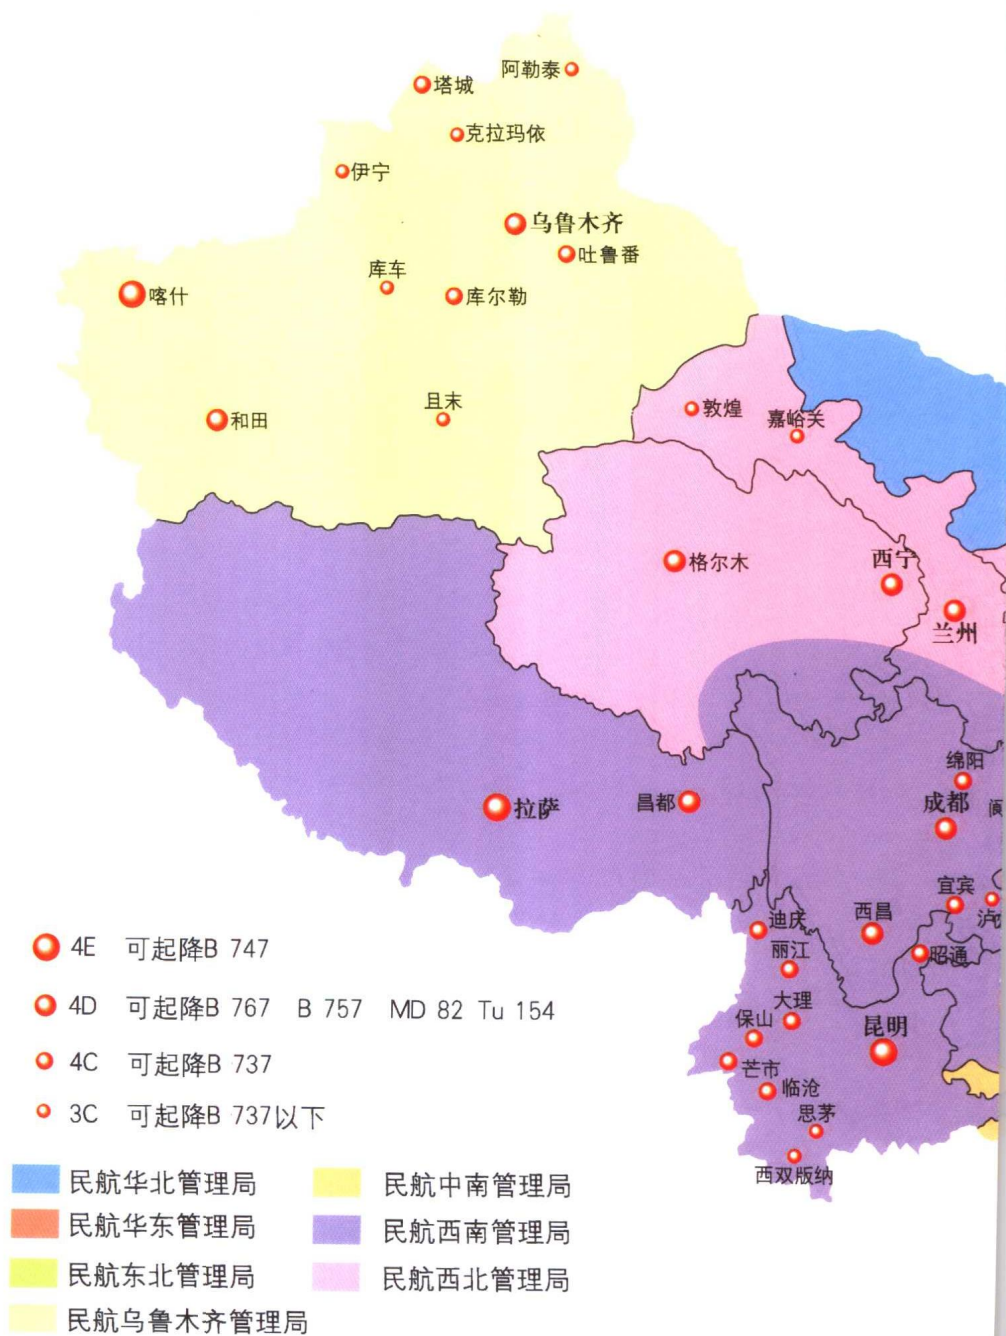 阿勒泰
塔城
克拉玛依
伊宁
乌鲁木齐
吐鲁番
库车
喀什
库尔勒
且末
和田
敦煌
嘉峪关
格尔木
西宁
兰州
绵阳
拉萨
昌都
成都
阆
宜宾
泸
西昌
迪庆
丽江
昭通
大理
保山
昆明
芒市
临沧
思茅
西双版纳
4E 可起降B 747
4D 可起降B 767 B 757 MD 82 Tu 154
4C 可起降B 737
3C 可起降B 737以下
民航华北管理局
民航中南管理局
民航华东管理局
民航西南管理局
民航东北管理局
民航西北管理局
民航乌鲁木齐管理局